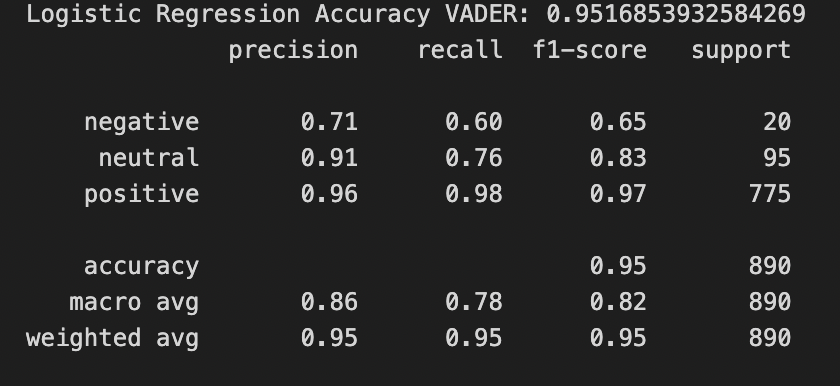 Logistic Regression Accuracy VADER: 0.9516853932584269
precision recall f1-score support
negative 0.71 0.60 0.65 20
neutral 0.91 0.76 0.83 95
positive 0.96 0.98 0.97 775
accuracy 0.95 890
macro avg 0.86 0.78 0.82 890
weighted avg 0.95 0.95 0.95 890